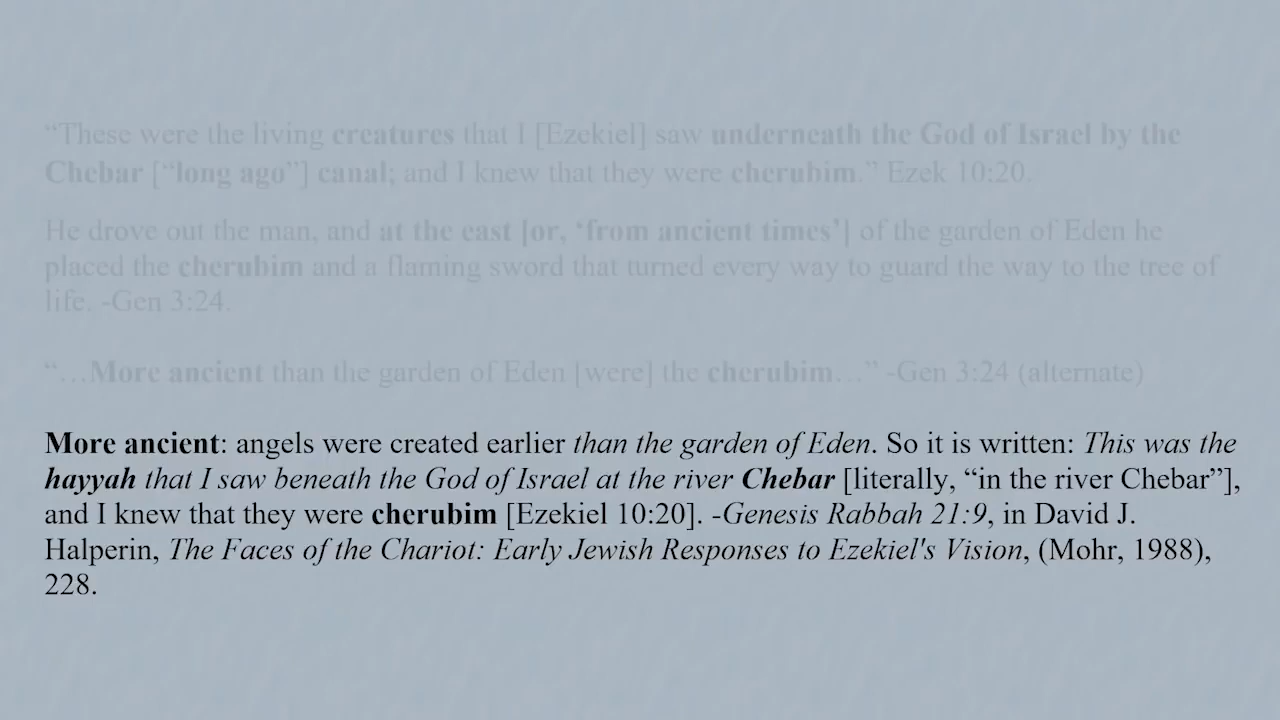 “These were the living creatures that I [Ezekiel] saw underneath the God of Israel by the
Chebar [“long ago”] canal; and I knew that they were cherubim.” Ezek 10:20.
He drove out the man, and at the east [or, ‘from ancient times’] of the garden of Eden he
placed the cherubim and a flaming sword that turned every way to guard the way to the tree of
life. -Gen 3:24.
“…More ancient than the garden of Eden [were] the cherubim…” -Gen 3:24 (alternate)
More ancient: angels were created earlier than the garden of Eden. So it is written: This was the
hayyah that I saw beneath the God of Israel at the river Chebar [literally, “in the river Chebar”],
and I knew that they were cherubim [Ezekiel 10:20]. -Genesis Rabbah 21:9, in David J.
Halperin, The Faces of the Chariot: Early Jewish Responses to Ezekiel's Vision, (Mohr, 1988),
228.